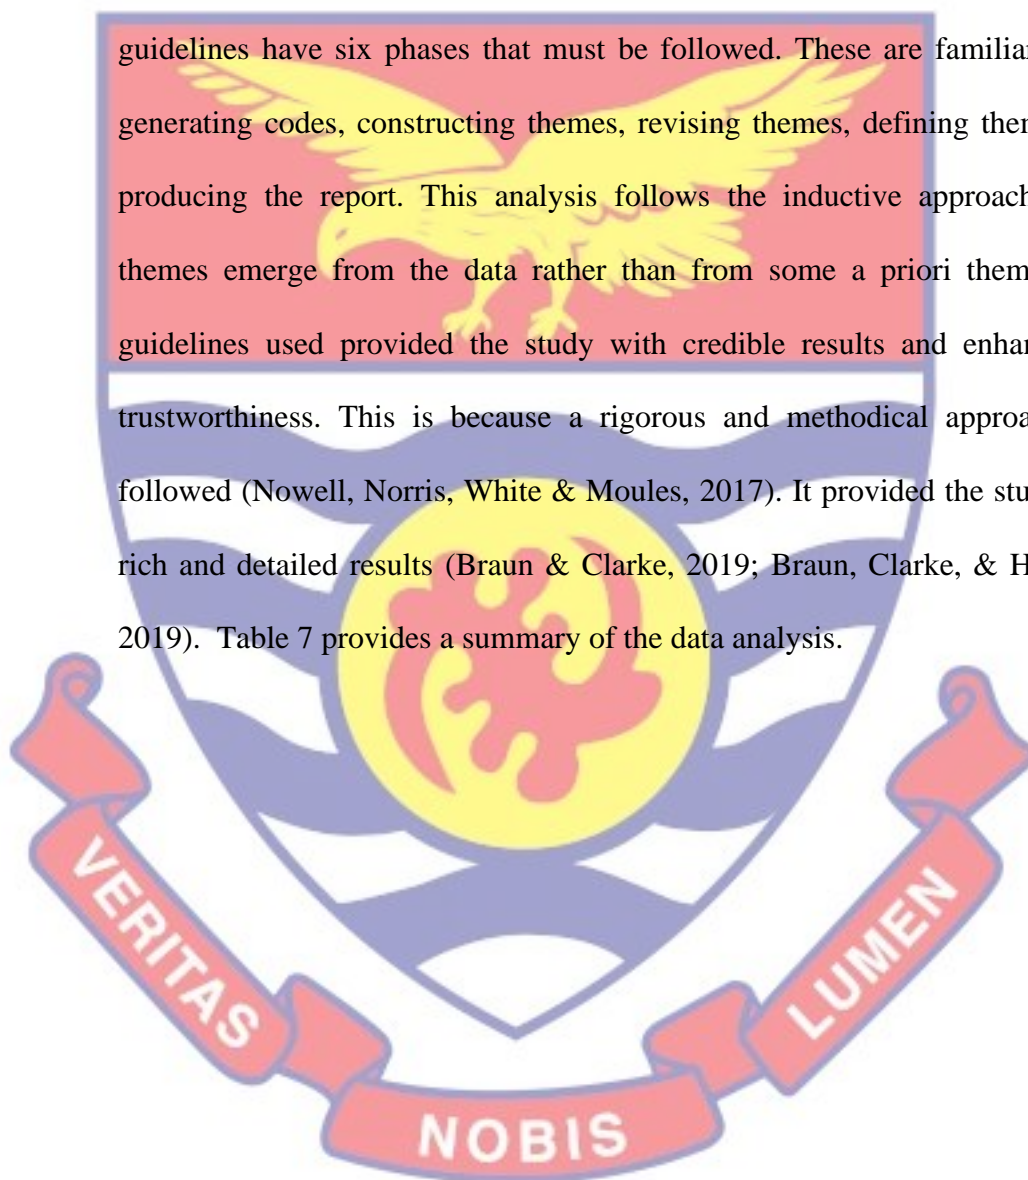 guidelines have six phases that must be followed. These are familiar
generating codes, constructing themes, revising themes, defining them
producing the report. This analysis follows the inductive approach
themes emerge from the data rather than from some a priori them
guidelines used provided the study with credible results and enhan
trustworthiness. This is because a rigorous and methodical approa
followed (Nowell, Norris, White & Moules, 2017). It provided the stu
rich and detailed results (Braun & Clarke, 2019; Braun, Clarke, & H
2019).  Table 7 provides a summary of the data analysis.
VERITAS
NOBIS
LUMEN